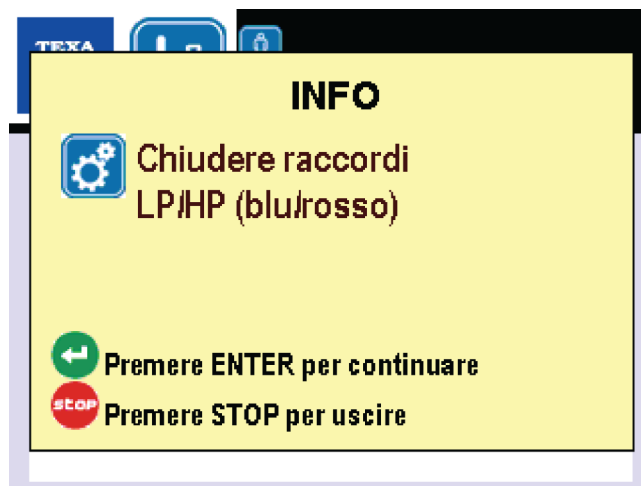 TEXA
INFO
Chiudere raccordi
LP/HP (blu/rosso)
Premere ENTER per continuare
stop Premere STOP per uscire